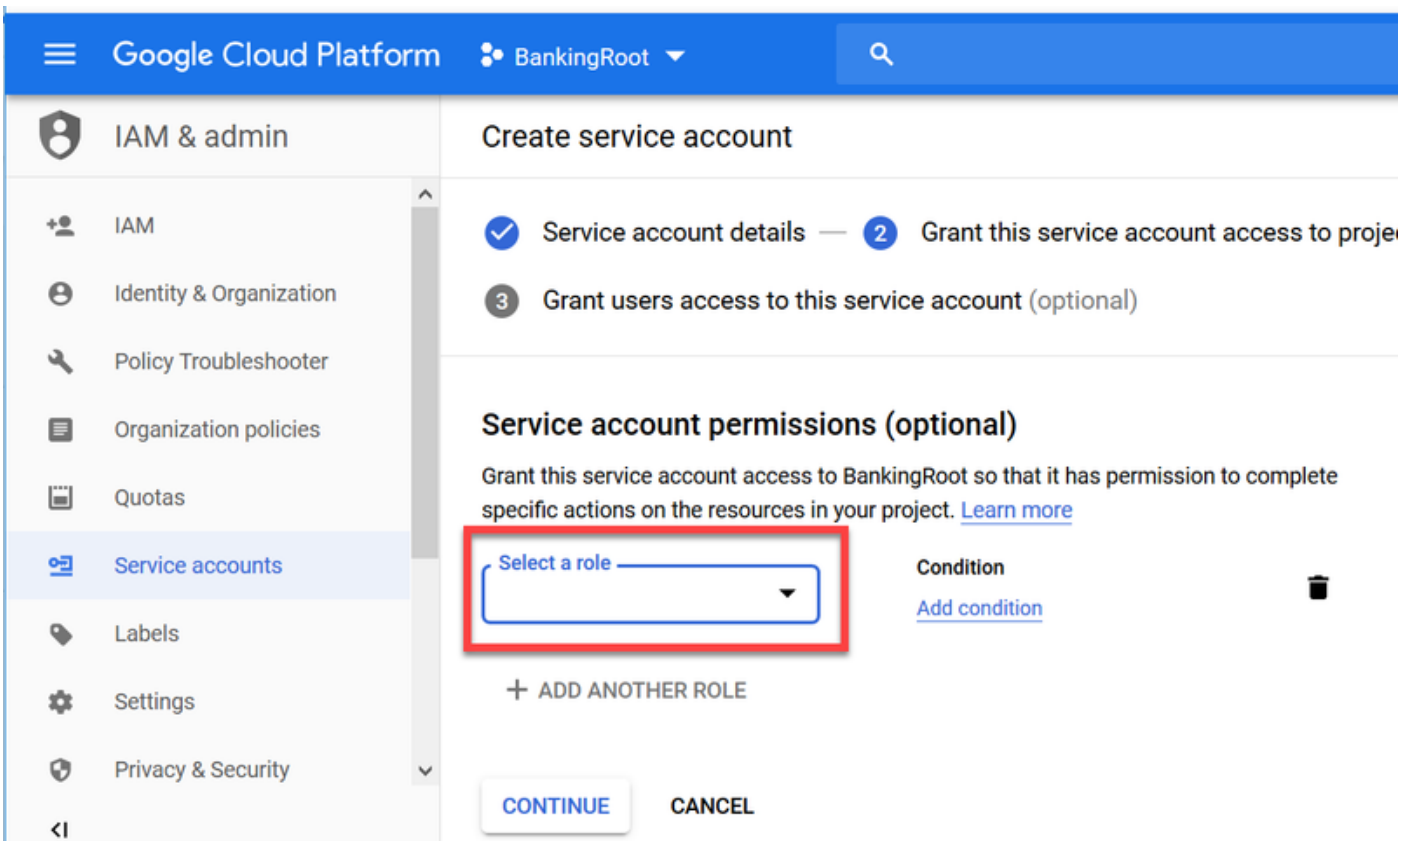 Google Cloud Platform
BankingRoot
IAM & admin
IAM
Identity & Organization
Policy Troubleshooter
Organization policies
Quotas
Service accounts
Labels
Settings
Privacy & Security
Create service account
Service account details — 2 Grant this service account access to proje
3 Grant users access to this service account (optional)
Service account permissions (optional)
Grant this service account access to BankingRoot so that it has permission to complete
specific actions on the resources in your project. Learn more
Select a role
Condition
Add condition
+ ADD ANOTHER ROLE
CONTINUE CANCEL